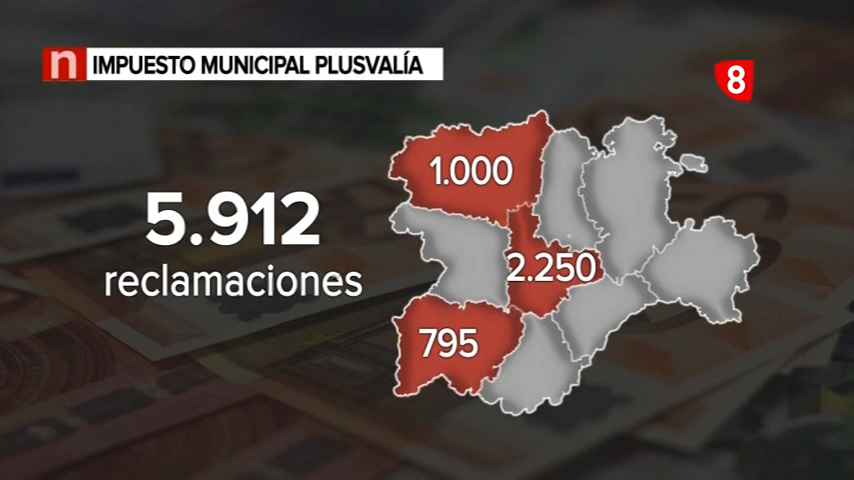 n IMPUESTO MUNICIPAL PLUSVALÍA
8
1.000
5.912
reclamaciones
2.250
795